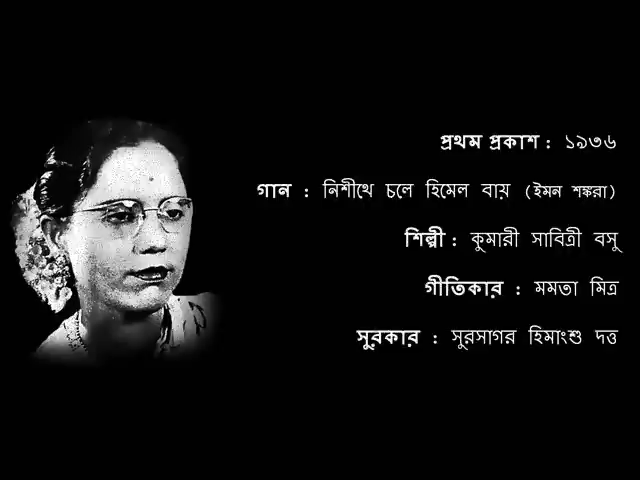 প্রথম প্রকাশ : ১৯৩৬
গান : নিশীথে চলে হিমেল বায় (ইমন শঙ্করা)
শিল্পী : কুমারী সাবিত্রী বসু
গীতিকার : মমতা মিত্র
সুরকার : সুরসাগর হিমাংশু দত্ত